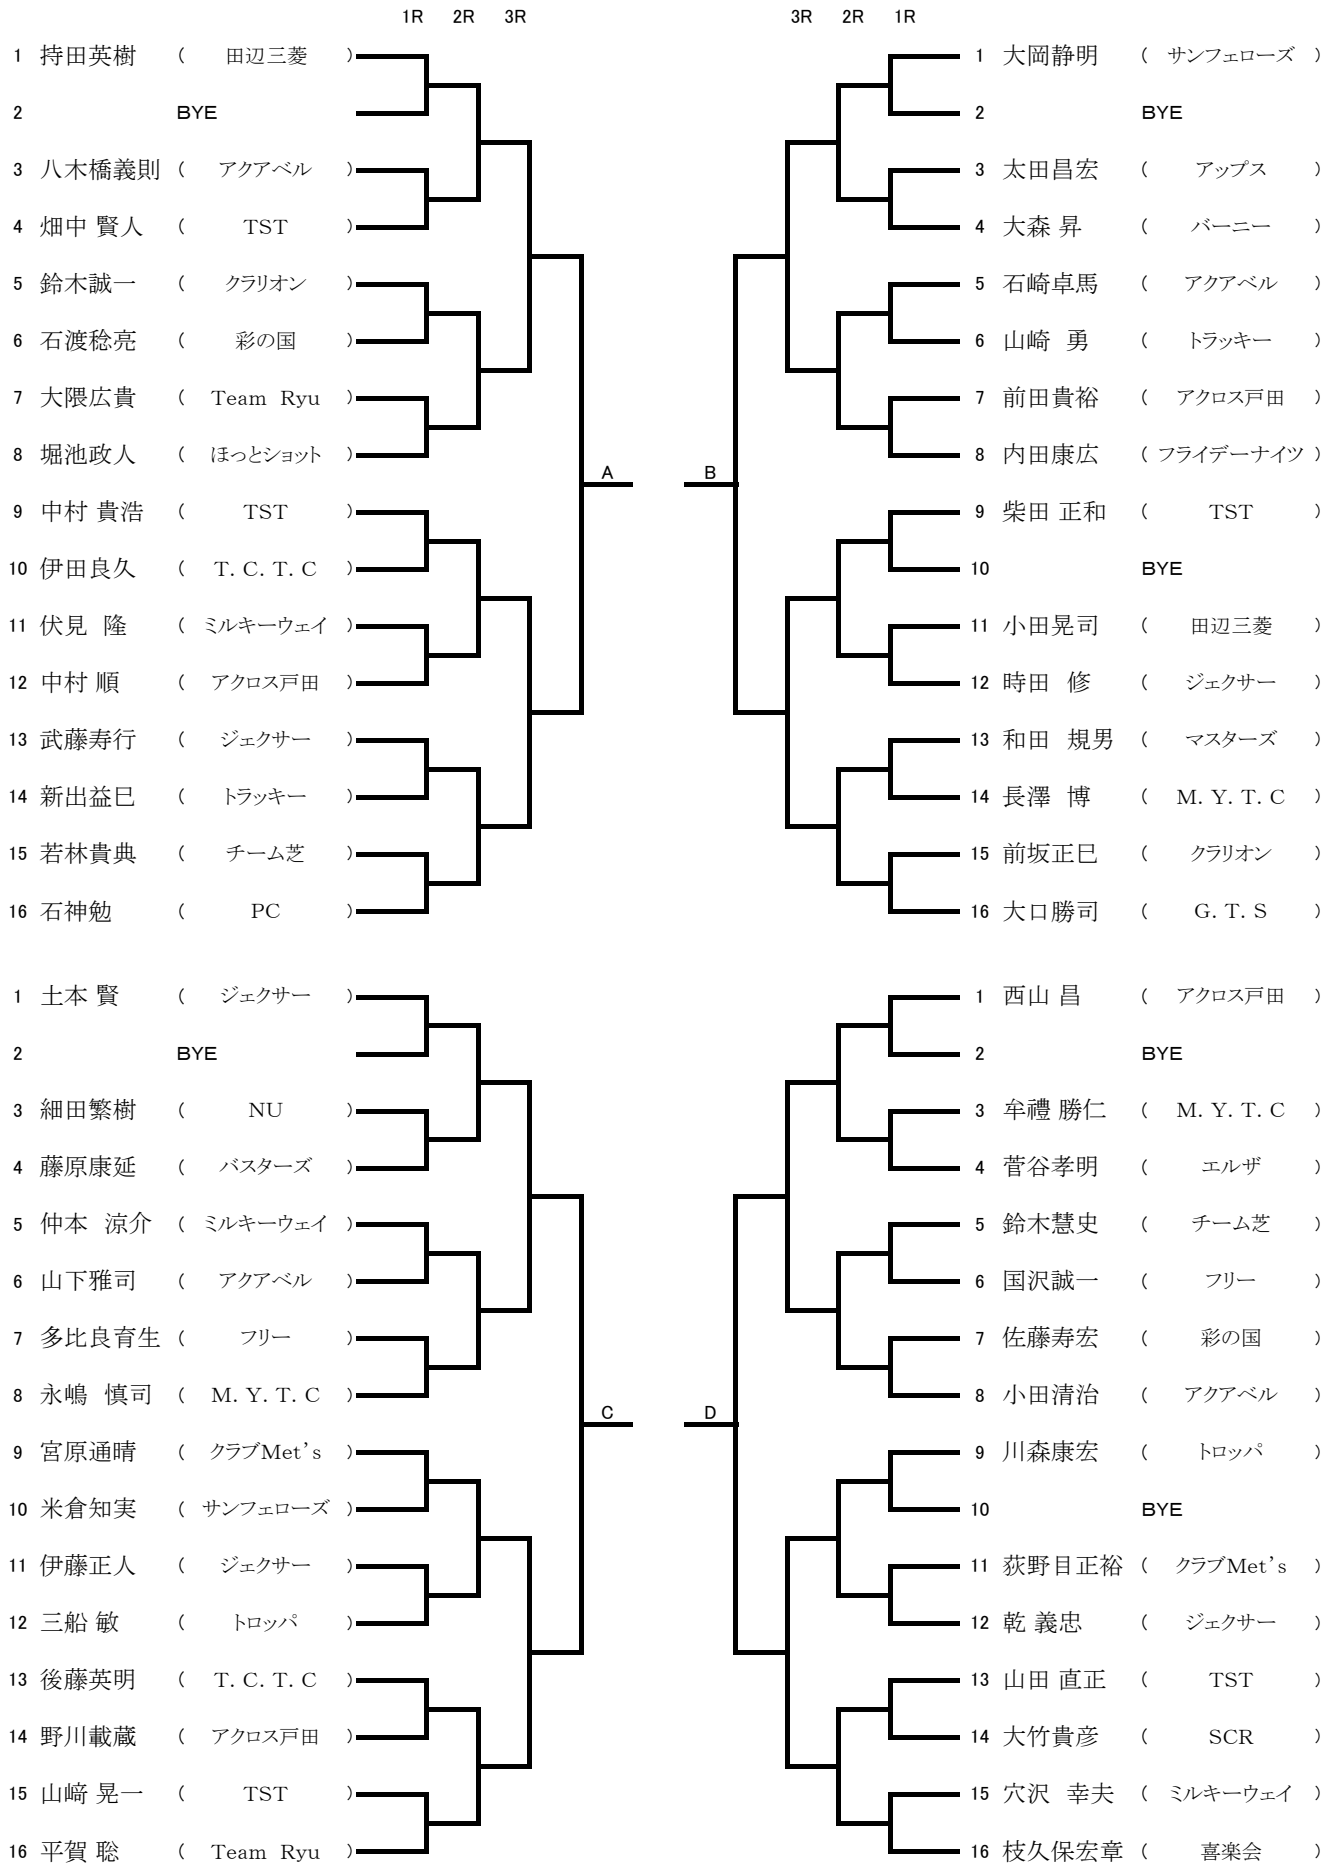 1R 2R 3R
1 持田英樹 ( 田辺三菱 )
2 BYE
3 八木橋義則 ( アクアベル )
4 畑中 賢人 ( TST )
5 鈴木誠一 ( クラリオン )
6 石渡稔亮 ( 彩の国 )
7 大隈広貴 ( Team Ryu )
8 堀池政人 ( ほっとショット )
A
9 中村 貴浩 ( TST )
10 伊田良久 ( T. C. T. C )
11 伏見 隆 ( ミルキーウェイ )
12 中村 順 ( アクロス戸田 )
13 武藤寿行 ( ジェクサー )
14 新出益巳 ( トラッキー )
15 若林貴典 ( チーム芝 )
16 石神勉 ( PC )
3R 2R 1R
1 大岡静明 ( サンフェローズ )
2 BYE
3 太田昌宏 ( アップス )
4 大森 昇 ( バーニー )
5 石崎卓馬 ( アクアベル )
6 山崎 勇 ( トラッキー )
7 前田貴裕 ( アクロス戸田 )
8 内田康広 ( フライデーナイツ )
B
9 柴田 正和 ( TST )
10 BYE
11 小田晃司 ( 田辺三菱 )
12 時田 修 ( ジェクサー )
13 和田 規男 ( マスターズ )
14 長澤 博 ( M. Y. T. C )
15 前坂正巳 ( クラリオン )
16 大口勝司 ( G. T. S )
1 土本 賢 ( ジェクサー )
2 BYE
3 細田繁樹 ( NU )
4 藤原康延 ( バスターズ )
5 仲本 涼介 ( ミルキーウェイ )
6 山下雅司 ( アクアベル )
7 多比良育生 ( フリー )
8 永嶋 慎司 ( M. Y. T. C )
C
9 宮原通晴 ( クラブMet's )
10 米倉知実 ( サンフェローズ )
11 伊藤正人 ( ジェクサー )
12 三船 敏 ( トロッパ )
13 後藤英明 ( T. C. T. C )
14 野川載蔵 ( アクロス戸田 )
15 山﨑 晃一 ( TST )
16 平賀 聡 ( Team Ryu )
1 西山 昌 ( アクロス戸田 )
2 BYE
3 牟禮 勝仁 ( M. Y. T. C )
4 菅谷孝明 ( エルザ )
5 鈴木慧史 ( チーム芝 )
6 国沢誠一 ( フリー )
7 佐藤寿宏 ( 彩の国 )
8 小田清治 ( アクアベル )
D
9 川森康宏 ( トロッパ )
10 BYE
11 荻野目正裕 ( クラブMet's )
12 乾 義忠 ( ジェクサー )
13 山田 直正 ( TST )
14 大竹貴彦 ( SCR )
15 穴沢 幸夫 ( ミルキーウェイ )
16 枝久保宏章 ( 喜楽会 )